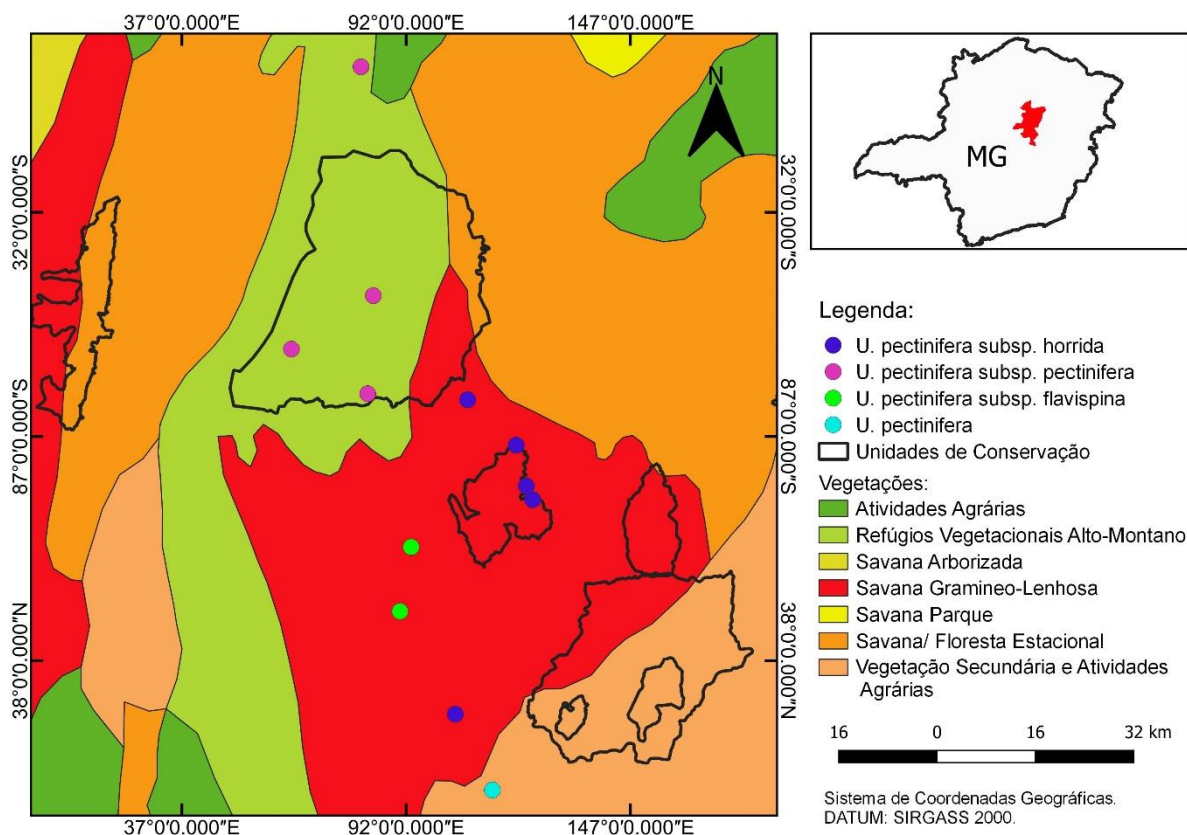 37°0'0.000"E 92°0'0.000"E 147°0'0.000"E
N
MG
32°0'0.000"S
32°0'0.000"S
87°0'0.000"S
87°0'0.000"S
38°0'0.000"N
38°0'0.000"N
37°0'0.000"E 92°0'0.000"E 147°0'0.000"E
Legenda:
U. pectinifera subsp. horrida
U. pectinifera subsp. pectinifera
U. pectinifera subsp. flavispina
U. pectinifera
Unidades de Conservação
Vegetações:
Atividades Agrárias
Refúgios Vegetacionais Alto-Montano
Savana Arborizada
Savana Gramineo-Lenhosa
Savana Parque
Savana/ Floresta Estacional
Vegetação Secundária e Atividades
Agrárias
16 0 16 32 km
Sistema de Coordenadas Geográficas.
DATUM: SIRGASS 2000.